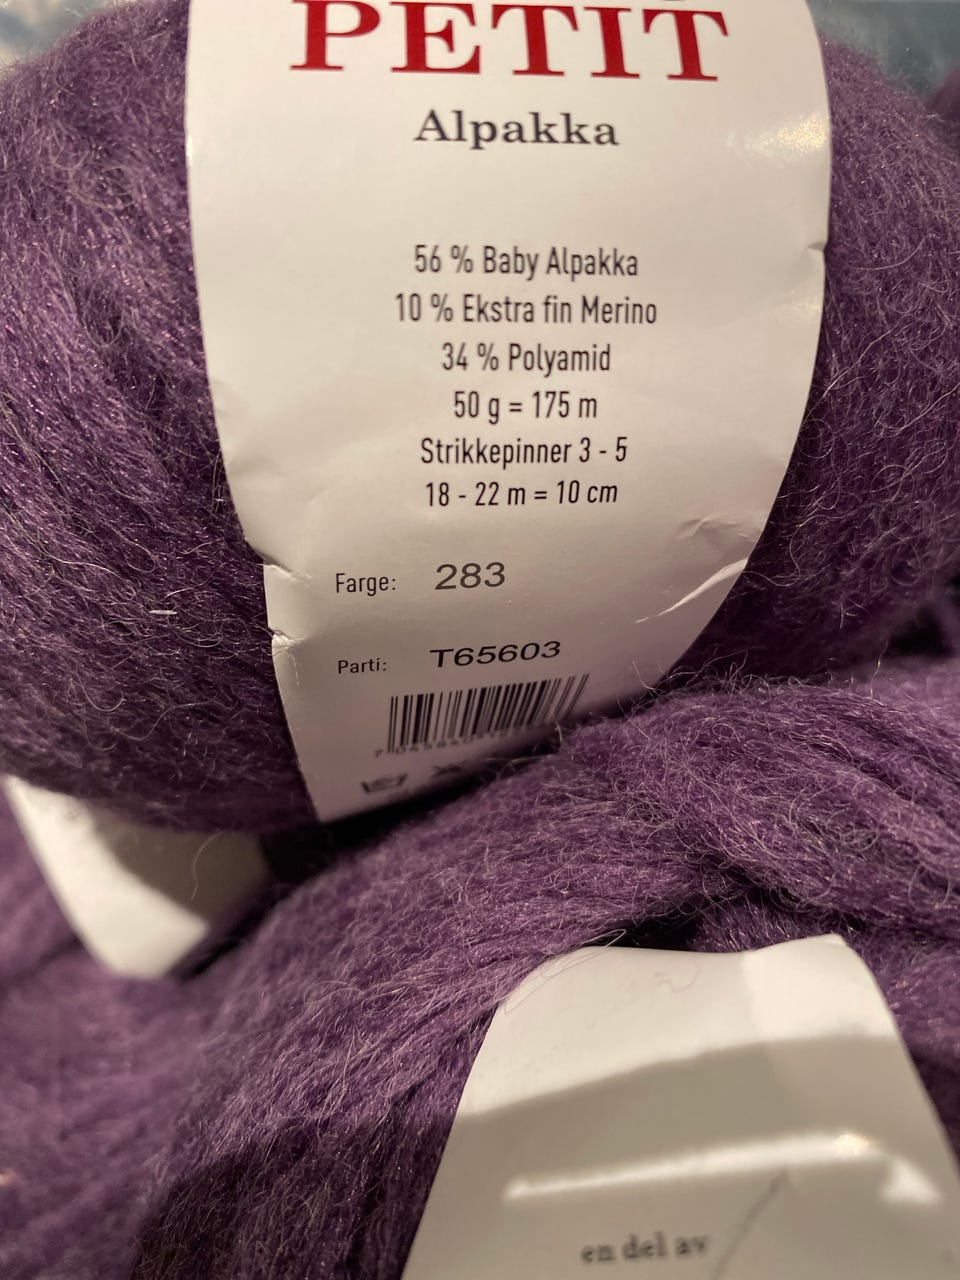 PETIT
Alpakka
56 % Baby Alpakka
10 % Ekstra fin Merino
34 % Polyamid
50 g = 175 m
Strikkepinner 3 - 5
18 - 22 m = 10 cm
Farge: 283
Parti: T65603
en del av